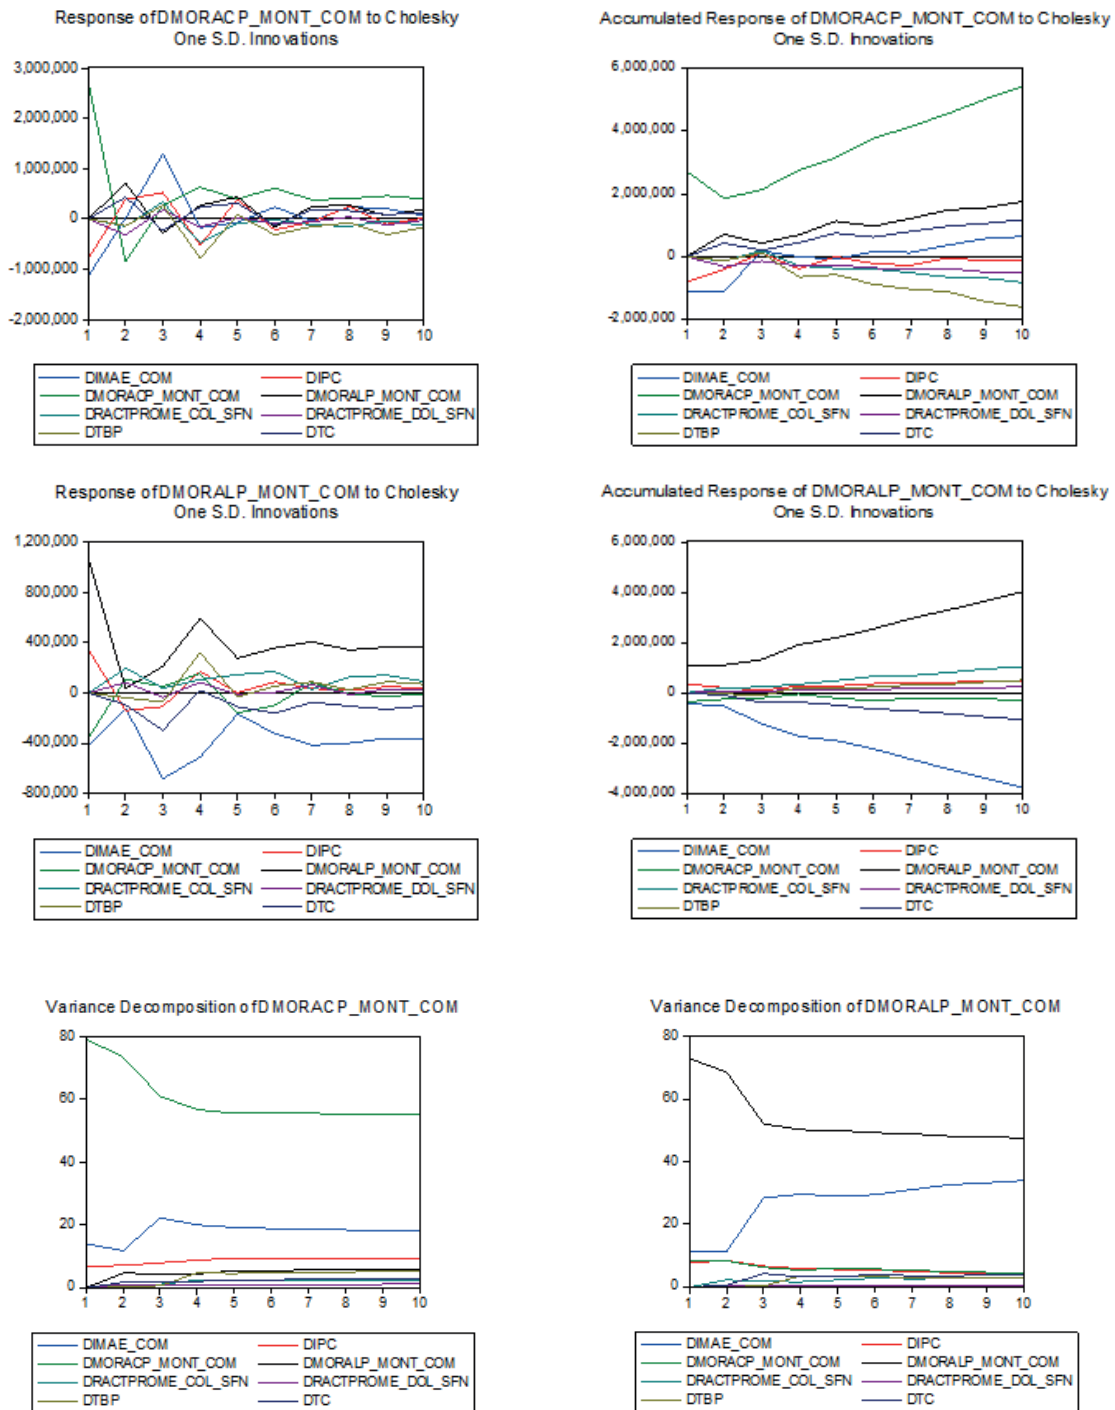 Response of DMORACP_MONT_COM to Cholesky
One S.D. Innovations
3,000,000
2,000,000
1,000,000
0
-1,000,000
-2,000,000
1 2 3 4 5 6 7 8 9 10
DIMAE_COM DIPC
DMORACP_MONT_COM DMORALP_MONT_COM
DRACTPROME_COL_SFN DRACTPROME_DOL_SFN
DTBP DTC
Accumulated Response of DMORACP_MONT_COM to Cholesky
One S.D. Innovations
6,000,000
4,000,000
2,000,000
0
-2,000,000
1 2 3 4 5 6 7 8 9 10
DIMAE_COM DIPC
DMORACP_MONT_COM DMORALP_MONT_COM
DRACTPROME_COL_SFN DRACTPROME_DOL_SFN
DTBP DTC
Response of DMORALP_MONT_COM to Cholesky
One S.D. Innovations
1,200,000
800,000
400,000
0
-400,000
-800,000
1 2 3 4 5 6 7 8 9 10
DIMAE_COM DIPC
DMORACP_MONT_COM DMORALP_MONT_COM
DRACTPROME_COL_SFN DRACTPROME_DOL_SFN
DTBP DTC
Accumulated Response of DMORALP_MONT_COM to Cholesky
One S.D. Innovations
6,000,000
4,000,000
2,000,000
0
-2,000,000
-4,000,000
1 2 3 4 5 6 7 8 9 10
DIMAE_COM DIPC
DMORACP_MONT_COM DMORALP_MONT_COM
DRACTPROME_COL_SFN DRACTPROME_DOL_SFN
DTBP DTC
Variance Decomposition of DMORACP_MONT_COM
80
60
40
20
0
1 2 3 4 5 6 7 8 9 10
DIMAE_COM DIPC
DMORACP_MONT_COM DMORALP_MONT_COM
DRACTPROME_COL_SFN DRACTPROME_DOL_SFN
DTBP DTC
Variance Decomposition of DMORALP_MONT_COM
80
60
40
20
0
1 2 3 4 5 6 7 8 9 10
DIMAE_COM DIPC
DMORACP_MONT_COM DMORALP_MONT_COM
DRACTPROME_COL_SFN DRACTPROME_DOL_SFN
DTBP DTC